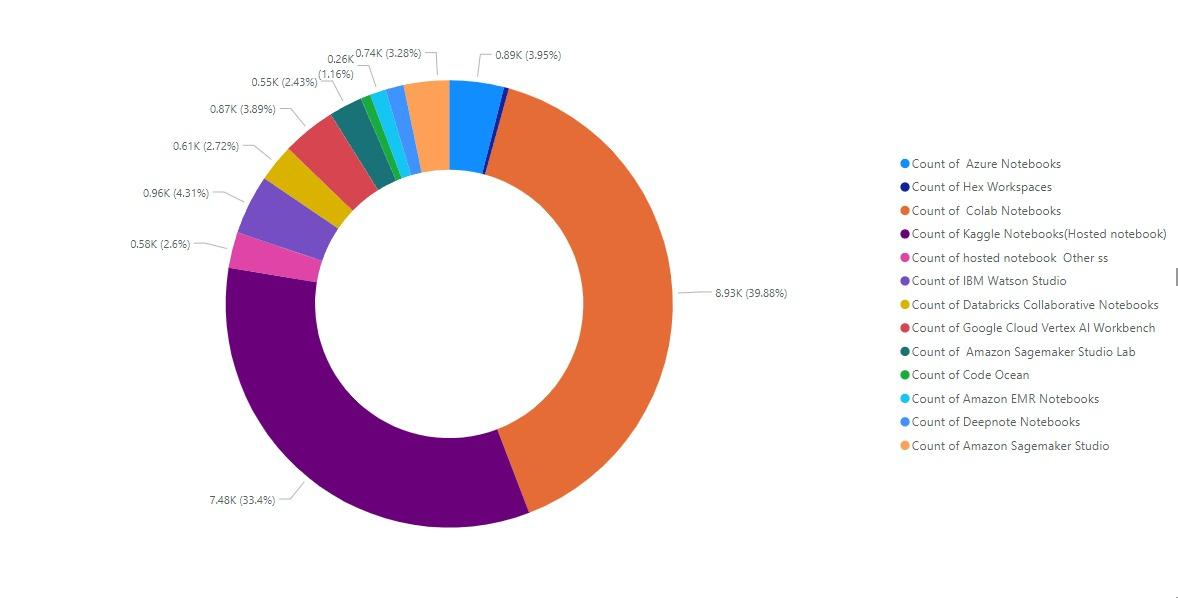 0.74K (3.28%)
0.89K (3.95%)
0.26K
(1.16%)
0.55K (2.43%)
0.87K (3.89%)
0.61K (2.72%)
0.96K (4.31%)
0.58K (2.6%)
8.93K (39.88%)
7.48K (33.4%)
Count of Azure Notebooks
Count of Hex Workspaces
Count of Colab Notebooks
Count of Kaggle Notebooks(Hosted notebook)
Count of hosted notebook Other ss
Count of IBM Watson Studio
Count of Databricks Collaborative Notebooks
Count of Google Cloud Vertex AI Workbench
Count of Amazon Sagemaker Studio Lab
Count of Code Ocean
Count of Amazon EMR Notebooks
Count of Deepnote Notebooks
Count of Amazon Sagemaker Studio